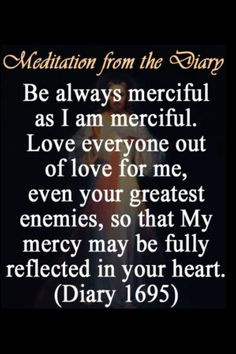 Meditation from the Diary
Be always merciful
as I am merciful.
Love everyone out
of love for me,
even your greatest
enemies, so that My
mercy may be fully
reflected in your heart.
(Diary 1695)